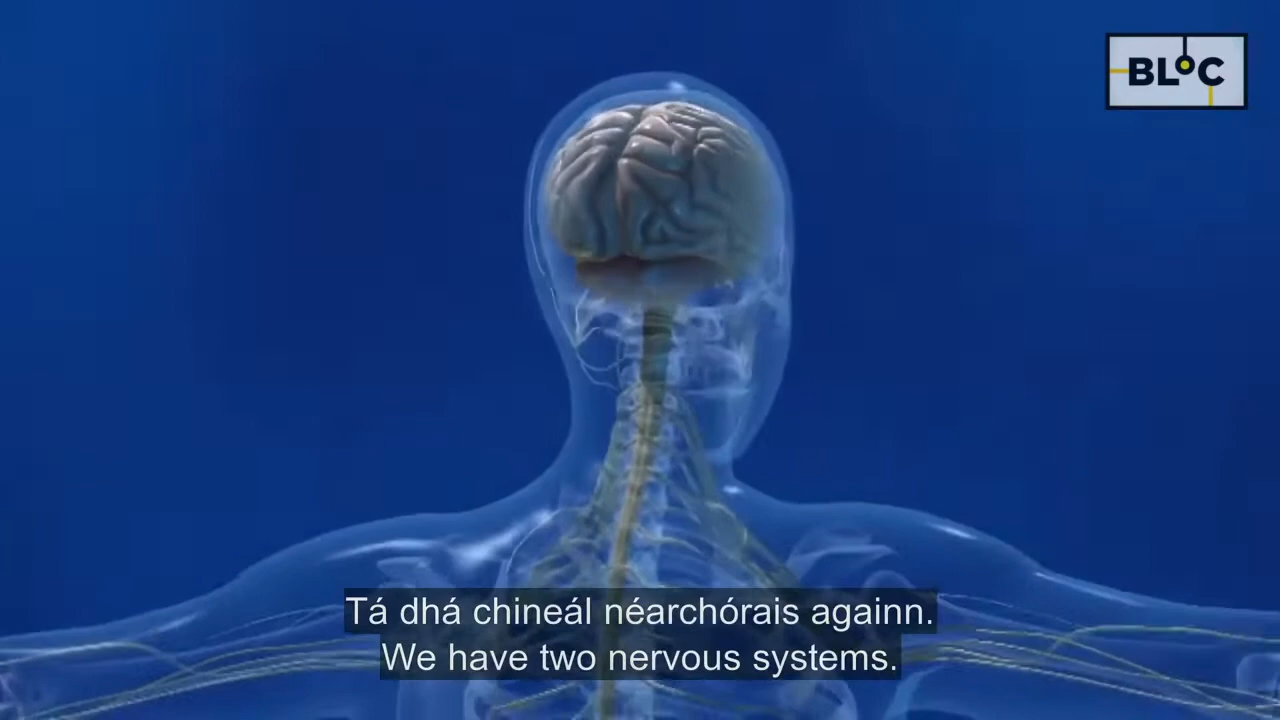 BLOC
Tá dhá chineál néarchórais againn.
We have two nervous systems.